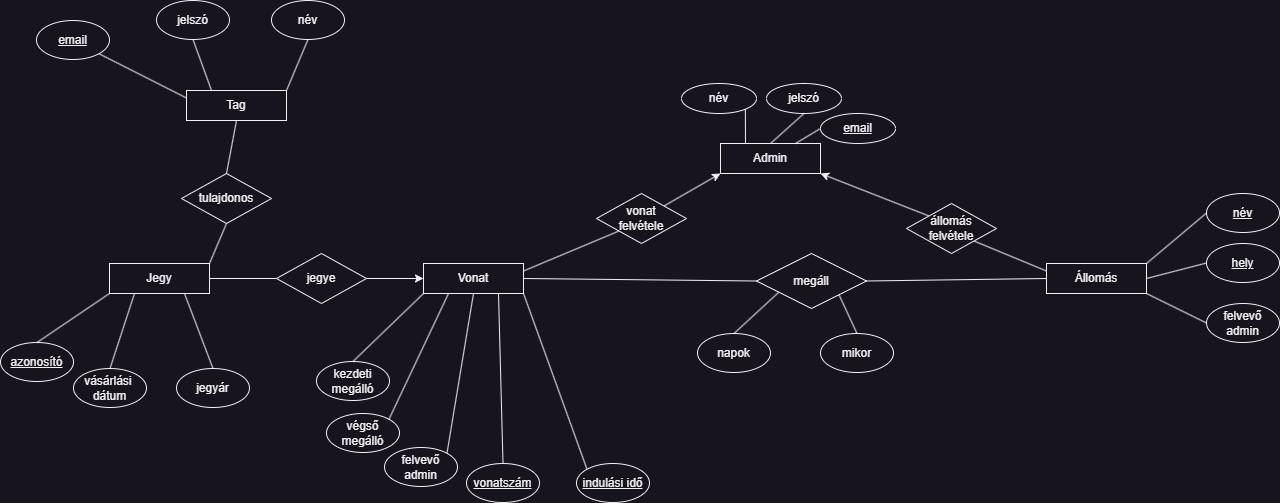 jelszó
név
email
Tag
név
jelszó
email
Admin
tulajdonos
vonat
felvétele
állomás
felvétele
név
hely
felvevő
admin
Jegy
jegye
Vonat
megáll
Állomás
azonosító
vásárlási
dátum
jegyár
kezdeti
megálló
végső
megálló
felvevő
admin
vonatszám
indulási idő
napok
mikor